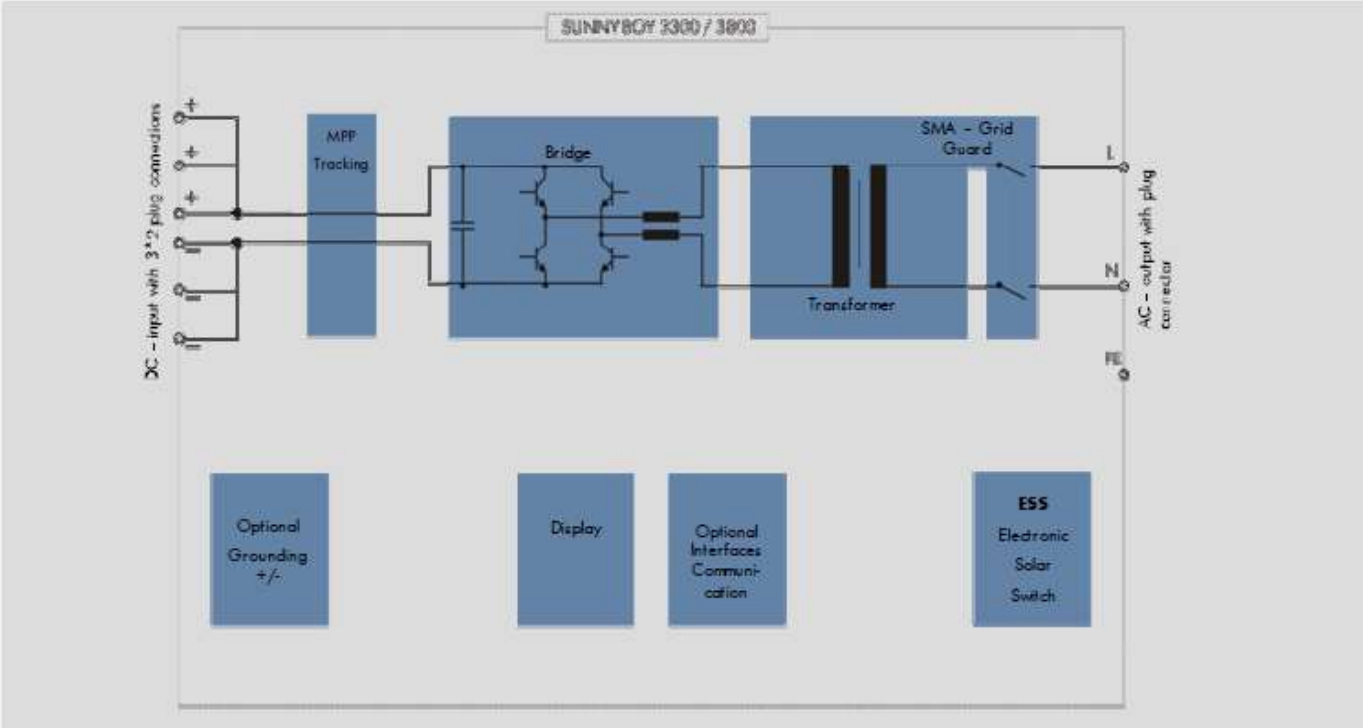 SUNNYBOY 3300 / 3800
DC - input with 3*2 plug connections
+
+
+
-
-
-
MPP
Tracking
Bridge
Transformer
SMA - Grid
Guard
L
N
PE
AC - output with plug
connector
Optional
Grounding
+/-
Display
Optional
Interfaces
Communi-
cation
ESS
Electronic
Solar
Switch